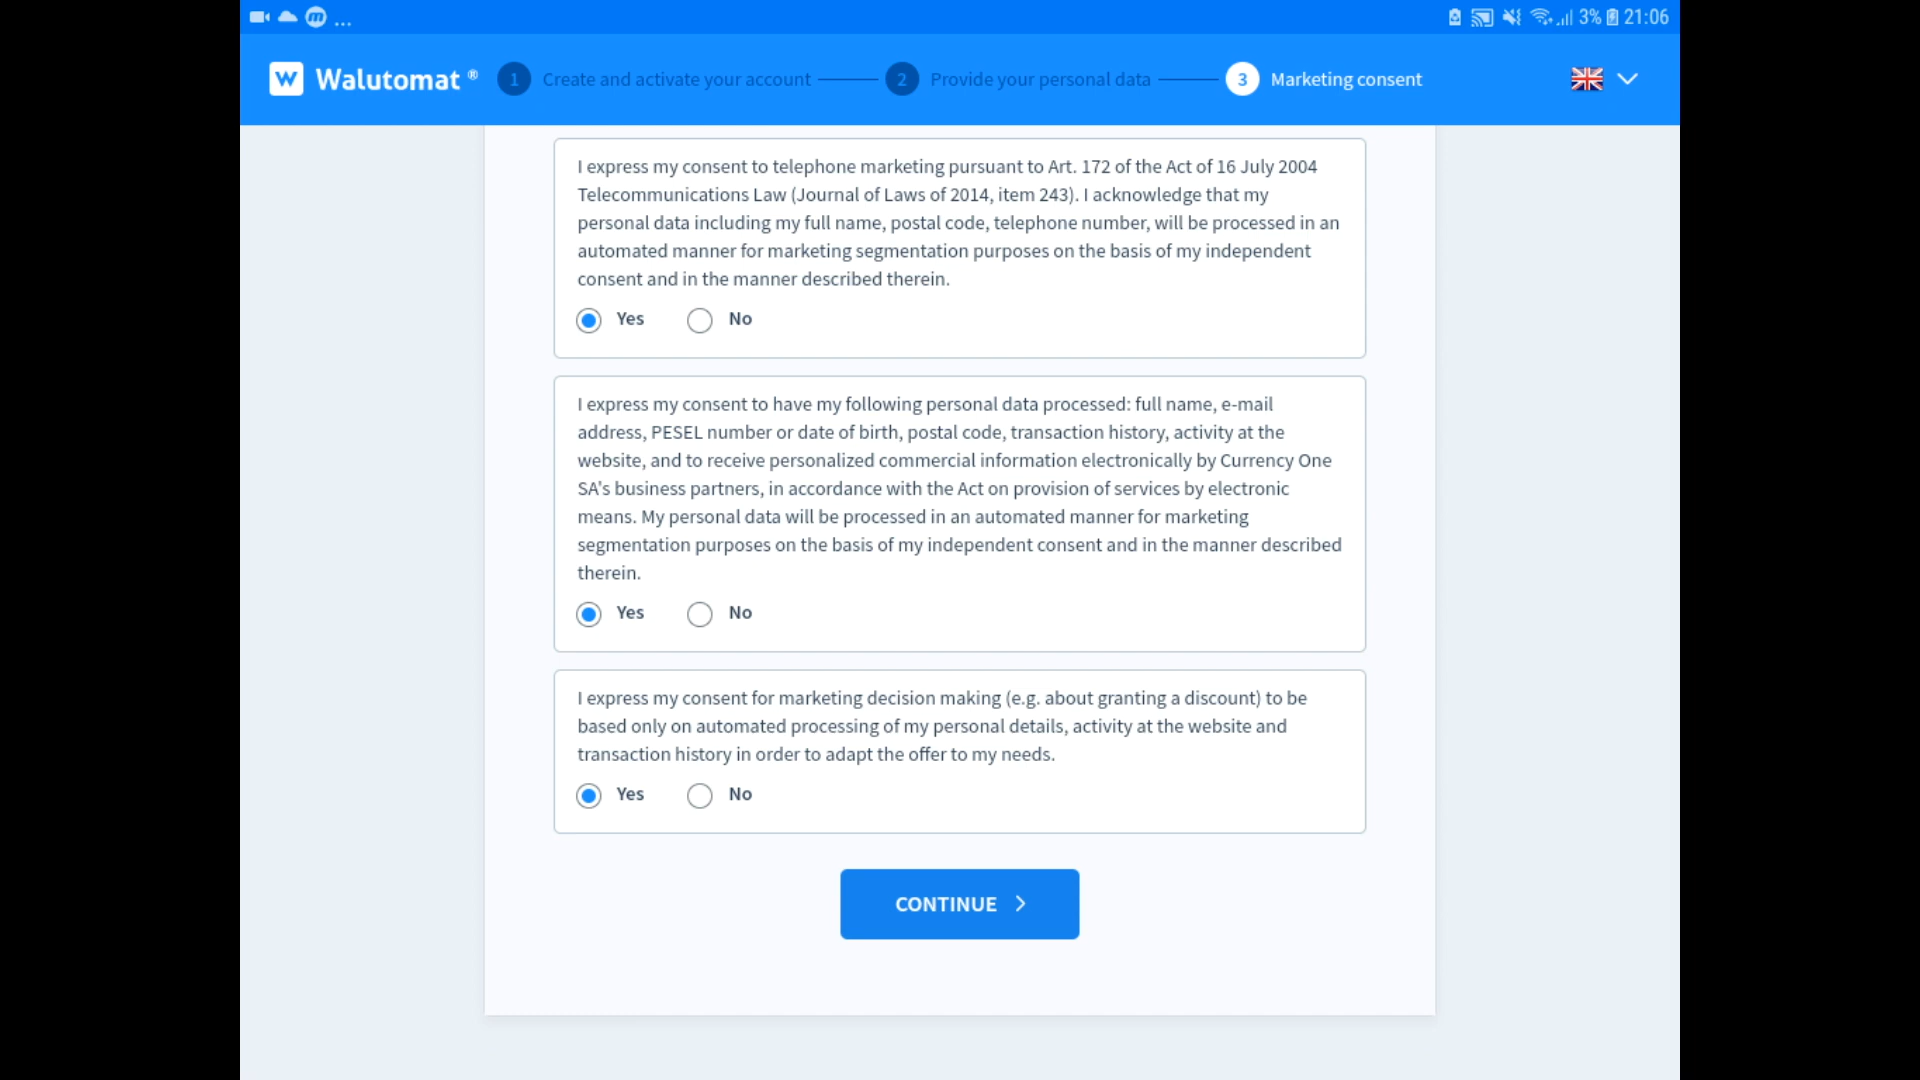 ... 3% 21:06
W Walutomat ® 1 Create and activate your account 2 Provide your personal data 3 Marketing consent
I express my consent to telephone marketing pursuant to Art. 172 of the Act of 16 July 2004
Telecommunications Law (Journal of Laws of 2014, item 243). I acknowledge that my
personal data including my full name, postal code, telephone number, will be processed in an
automated manner for marketing segmentation purposes on the basis of my independent
consent and in the manner described therein.
Yes No
I express my consent to have my following personal data processed: full name, e-mail
address, PESEL number or date of birth, postal code, transaction history, activity at the
website, and to receive personalized commercial information electronically by Currency One
SA's business partners, in accordance with the Act on provision of services by electronic
means. My personal data will be processed in an automated manner for marketing
segmentation purposes on the basis of my independent consent and in the manner described
therein.
Yes No
I express my consent for marketing decision making (e.g. about granting a discount) to be
based only on automated processing of my personal details, activity at the website and
transaction history in order to adapt the offer to my needs.
Yes No
CONTINUE